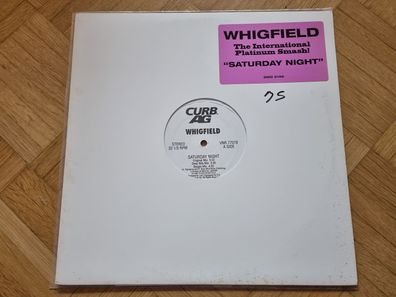 WHIGFIELD
The International
Platinum Smash!
"SATURDAY NIGHT"
75
CURB
AG
WHIGFIELD
STEREO
33 1/3 RPM
A SIDE
SATURDAY NIGHT